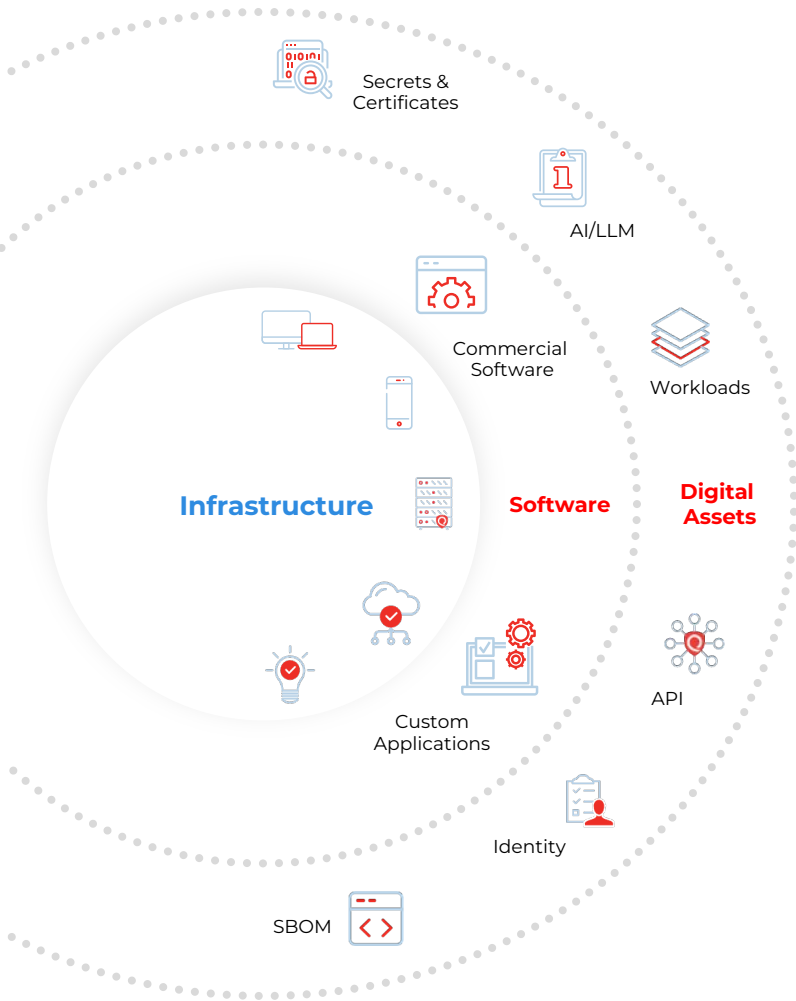 Secrets &
Certificates
AI/LLM
Commercial
Software
Workloads
Infrastructure
Software
Digital
Assets
API
Custom
Applications
Identity
SBOM